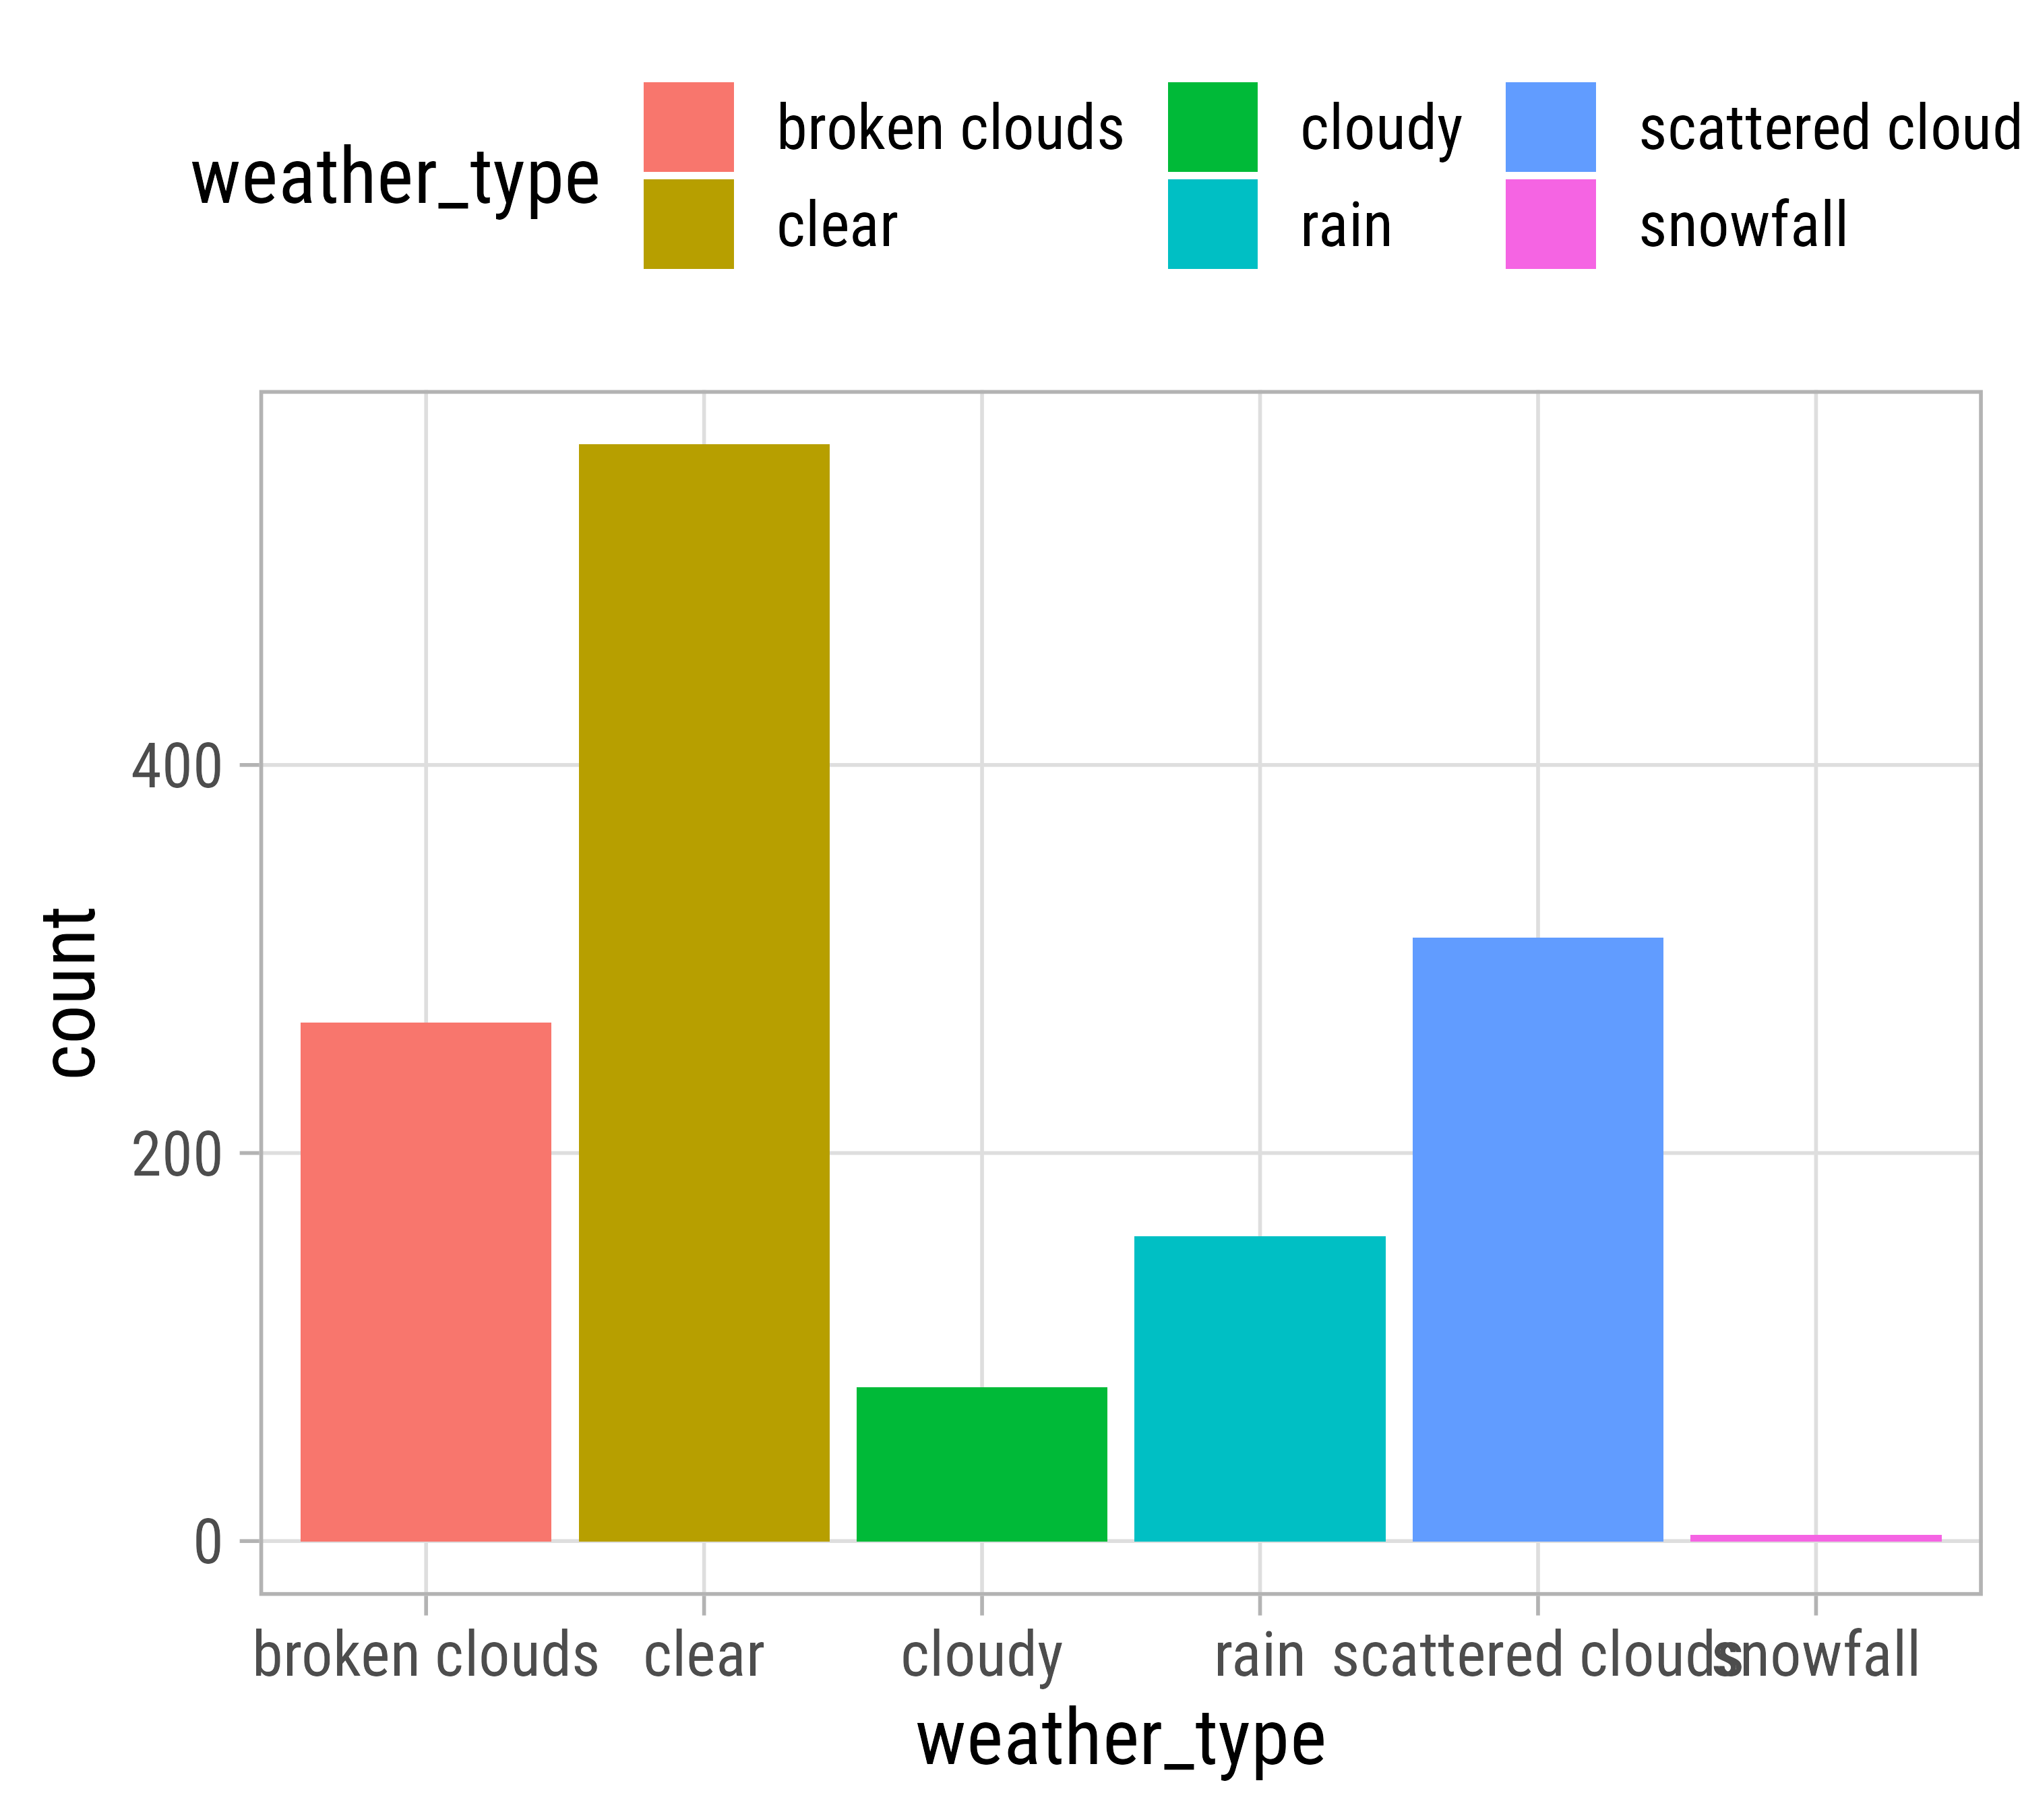 weather_type
broken clouds cloudy scattered cloud
clear rain snowfall
count
400
200
0
broken clouds clear cloudy rain scattered clouds snowfall
weather_type